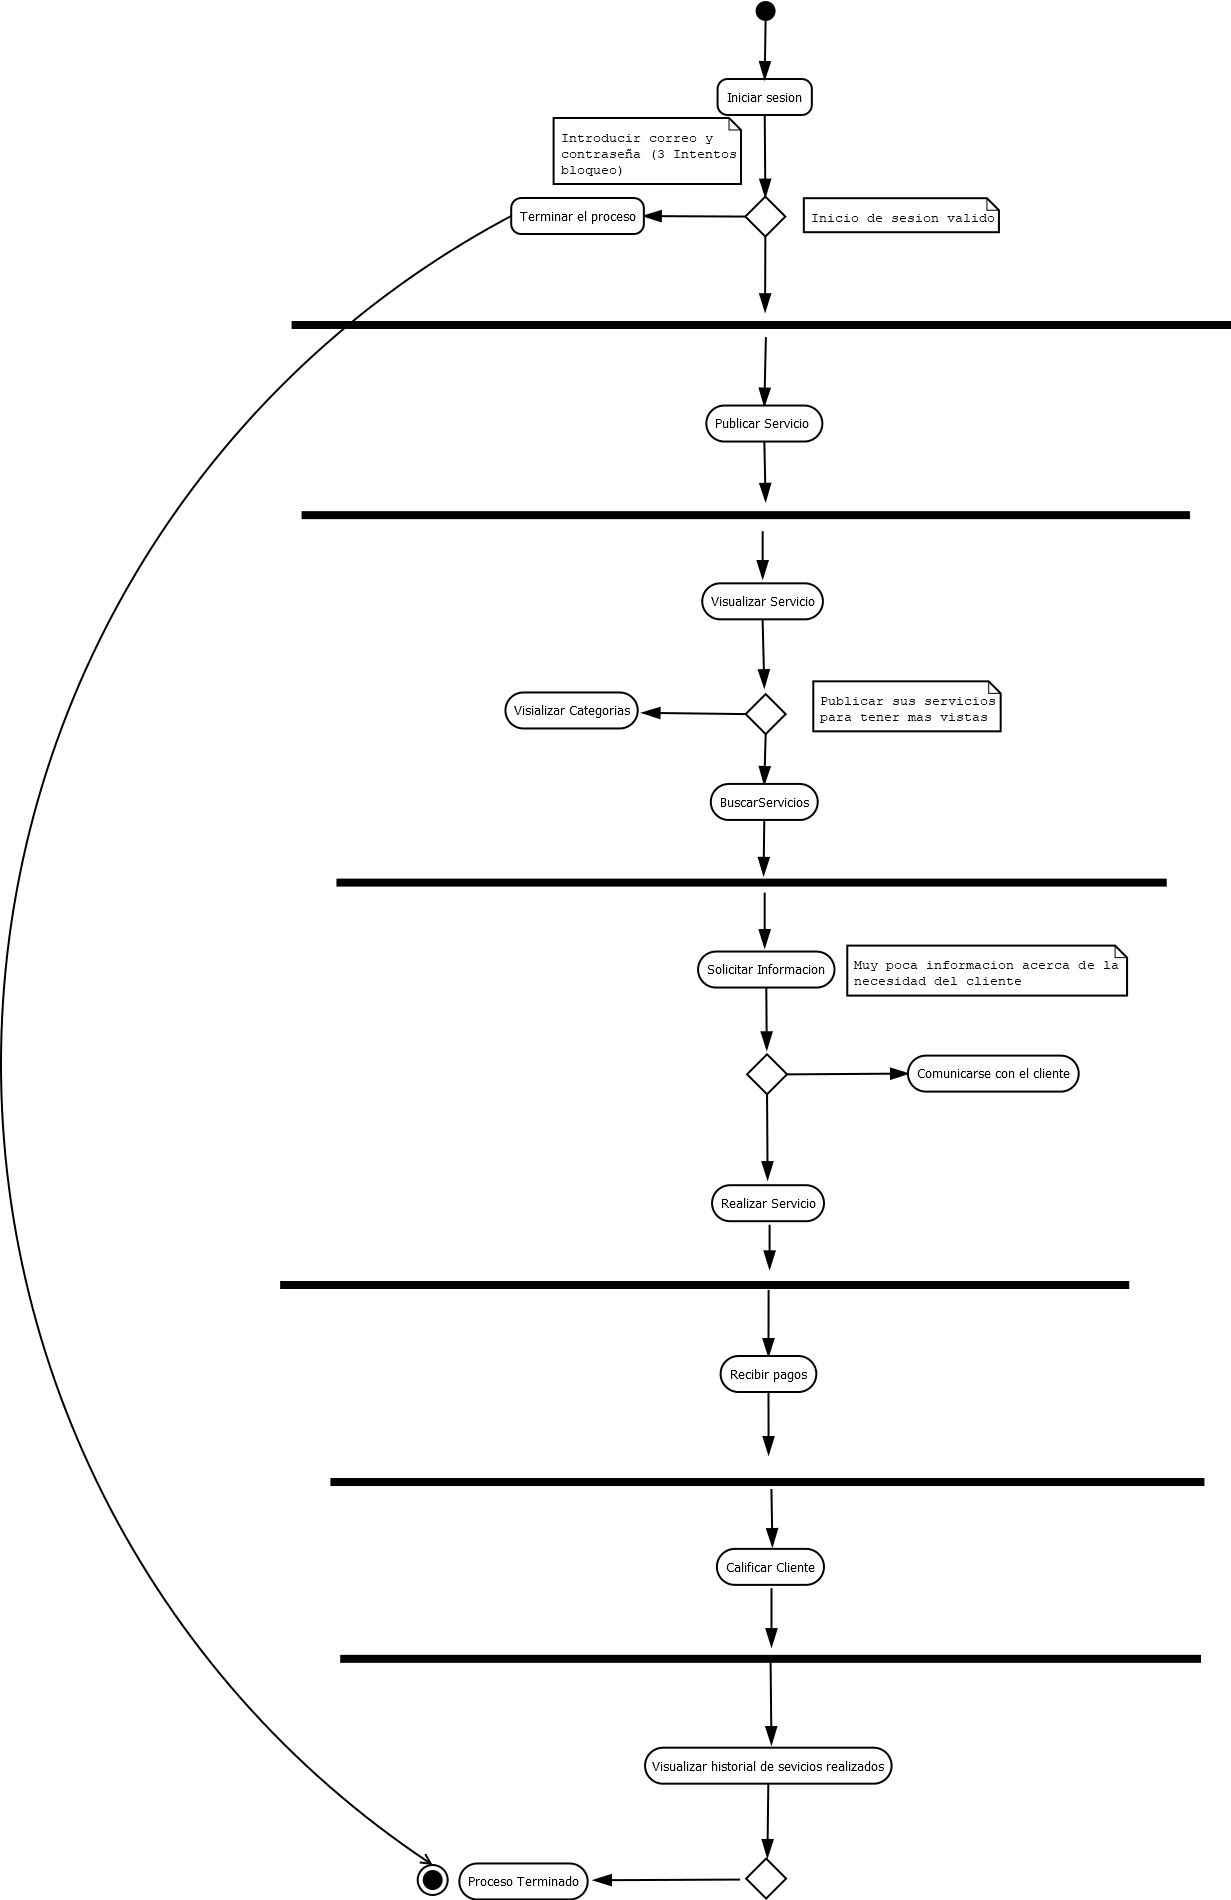 Iniciar sesion
Introducir correo y
contraseña (3 Intentos
bloqueo)
Terminar el proceso
Inicio de sesion valido
Publicar Servicio
Visualizar Servicio
Visializar Categorias
Publicar sus servicios
para tener mas vistas
BuscarServicios
Solicitar Informacion
Muy poca informacion acerca de la
necesidad del cliente
Comunicarse con el cliente
Realizar Servicio
Recibir pagos
Calificar Cliente
Visualizar historial de sevicios realizados
Proceso Terminado